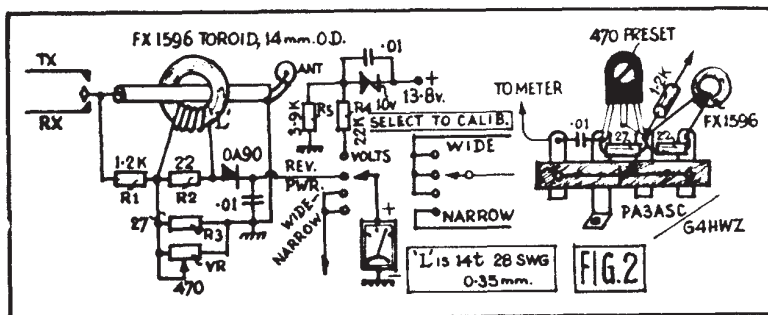 FX 1596 TOROID, 14 mm. O.D.
TX
RX
ANT
'L'
1.2K
R1
22
R2
OA90
27
R3
VR
470
.01
REV.
PWR.
WIDE-
NARROW
VOLTS
3.9K
R5
R4
22K
.01
10v
+
13.8v.
SELECT TO CALIB.
WIDE
NARROW
+
−
'L' IS 14t 28 SWG
0.35mm.
FIG.2
470 PRESET
TO METER
.01
27
22
1.2K
FX1596
PA3ASC
G4HWZ